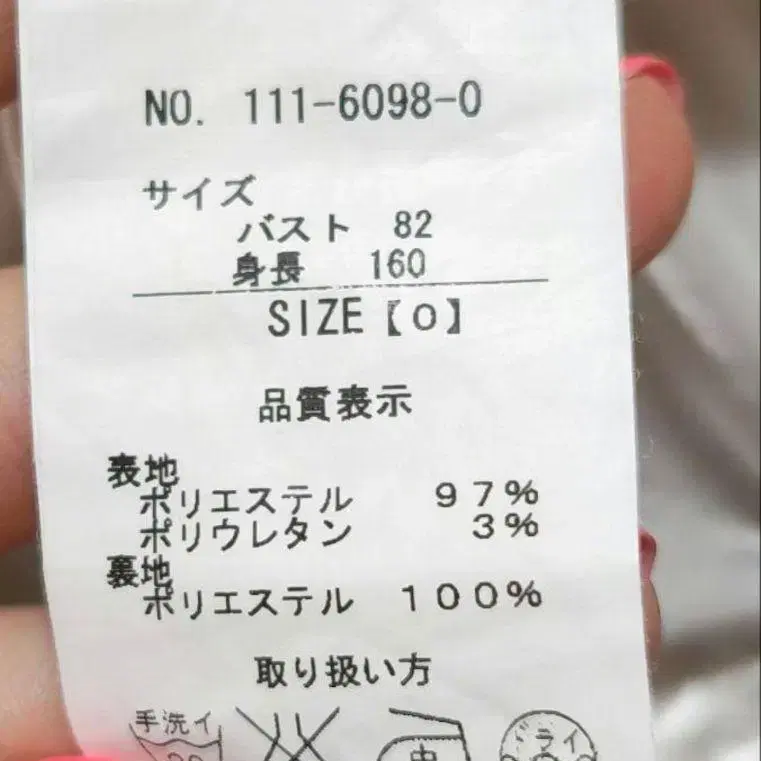 NO. 111-6098-0
サイズ
バスト 82
身長 160
SIZE【0】
品質表示
表地
ポリエステル 97%
ポリウレタン 3%
裏地
ポリエステル 100%
取り扱い方
手洗イ
中
ドライ